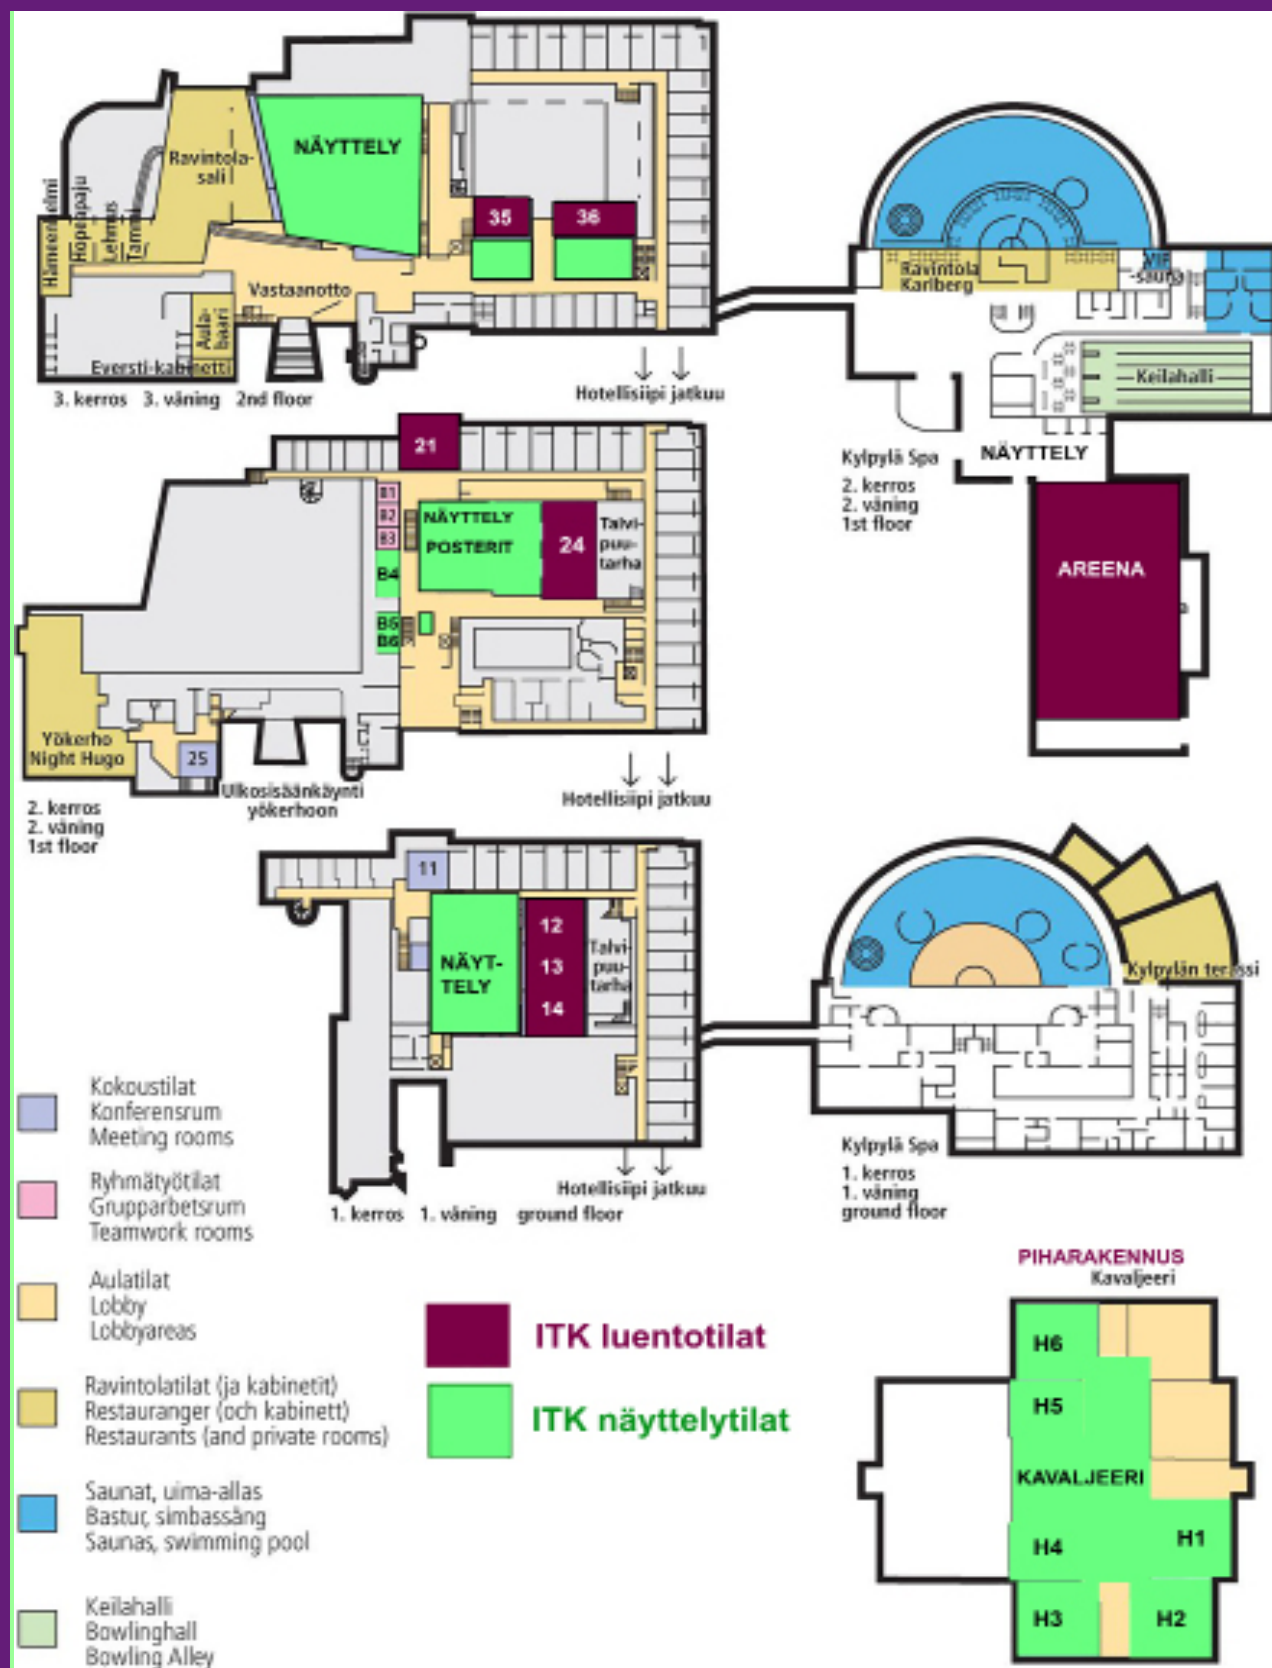 NÄYTTELY
Ravintola-
sali
Hämeenhelmi
Hopeapaju
Lehmus
Tammi
35
36
Vastaanotto
Aula-
baari
Eversti-kabinetti
3. kerros 3. våning 2nd floor
Hotellisiipi jatkuu
Ravintola
Karlberg
VIP
-sauna
Keilahalli
NÄYTTELY
Kylpylä Spa
2. kerros
2. våning
1st floor
AREENA
21
B1
B2
B3
B4
B5
B6
NÄYTTELY
POSTERIT
24
Talvi-
puu-
tarha
Yökerho
Night Hugo
25
Ulkosisäänkäynti
yökerhoon
Hotellisiipi jatkuu
2. kerros
2. våning
1st floor
11
NÄYT-
TELY
12
13
14
Talvi-
puu-
tarha
Hotellisiipi jatkuu
1. kerros 1. våning ground floor
Kylpylän terassi
Kylpylä Spa
1. kerros
1. våning
ground floor
Kokoustilat
Konferensrum
Meeting rooms
Ryhmätyötilat
Grupparbetsrum
Teamwork rooms
Aulatilat
Lobby
Lobbyareas
Ravintolatilat (ja kabinetit)
Restauranger (och kabinett)
Restaurants (and private rooms)
Saunat, uima-allas
Bastur, simbassäng
Saunas, swimming pool
Keilahalli
Bowlinghall
Bowling Alley
ITK luentotilat
ITK näyttelytilat
PIHARAKENNUS
Kavaljeeri
H6
H5
KAVALJEERI
H4
H1
H3
H2